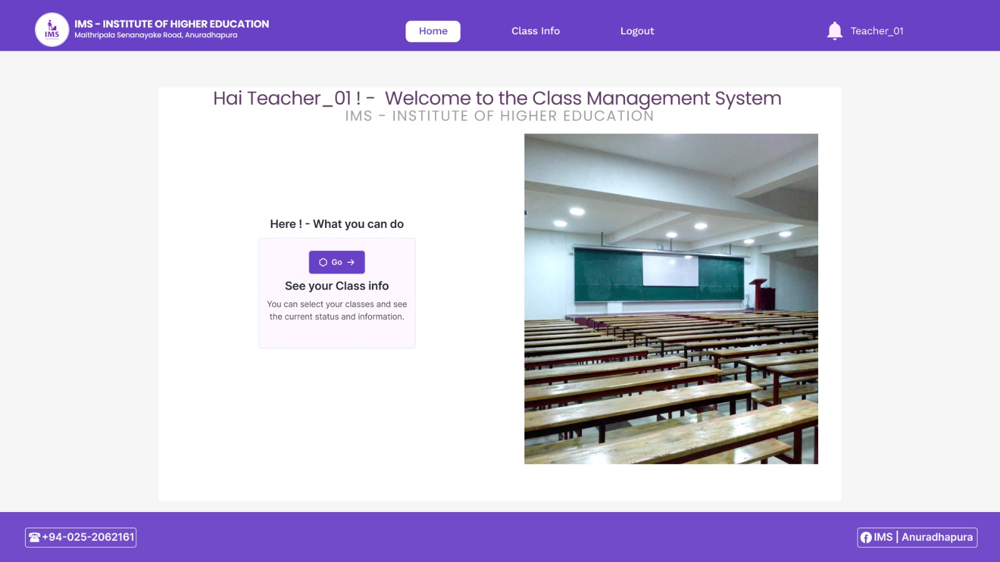 IMS
IMS - INSTITUTE OF HIGHER EDUCATION
Maithripala Senanayake Road, Anuradhapura
Home
Class Info
Logout
Teacher_01
Hai Teacher_01 ! - Welcome to the Class Management System
IMS - INSTITUTE OF HIGHER EDUCATION
Here ! - What you can do
Go →
See your Class info
You can select your classes and see
the current status and information.
+94-025-2062161
IMS | Anuradhapura